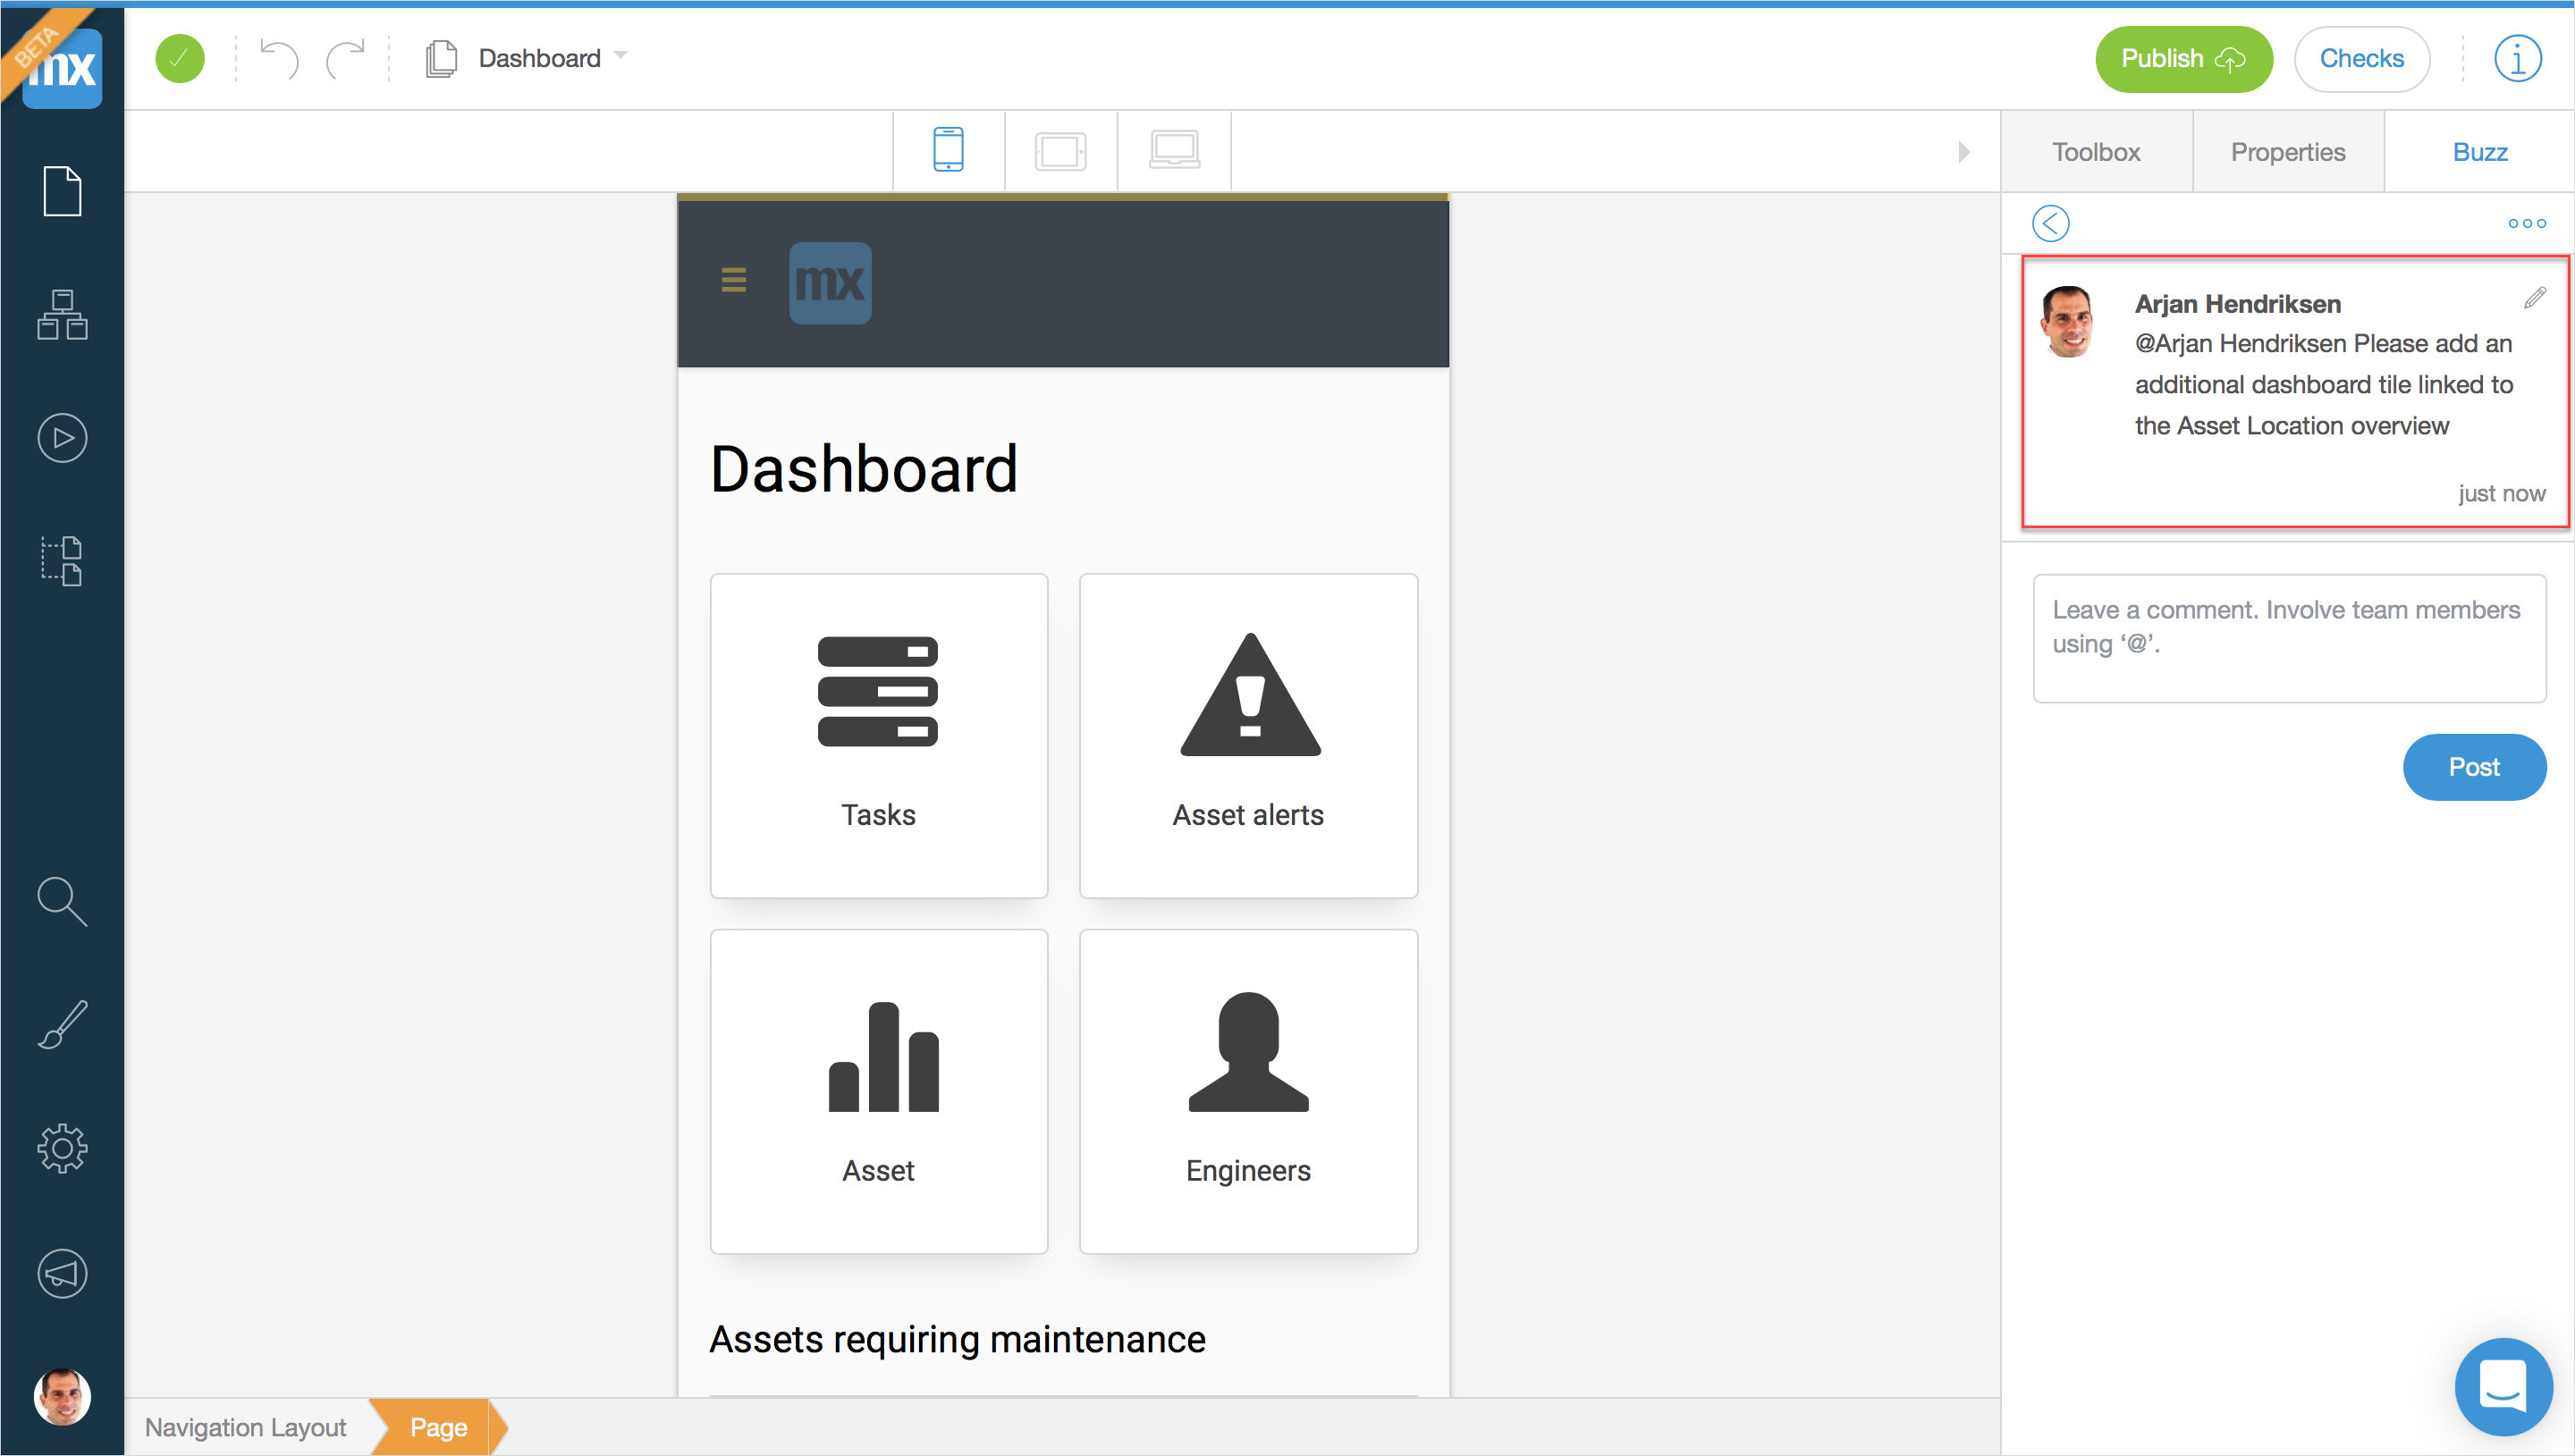 BETA
mx
Dashboard
Publish
Checks
Toolbox
Properties
Buzz
mx
Arjan Hendriksen
@Arjan Hendriksen Please add an
additional dashboard tile linked to
the Asset Location overview
just now
Dashboard
Tasks
Asset alerts
Asset
Engineers
Assets requiring maintenance
Leave a comment. Involve team members
using ‘@’.
Post
Navigation Layout
Page